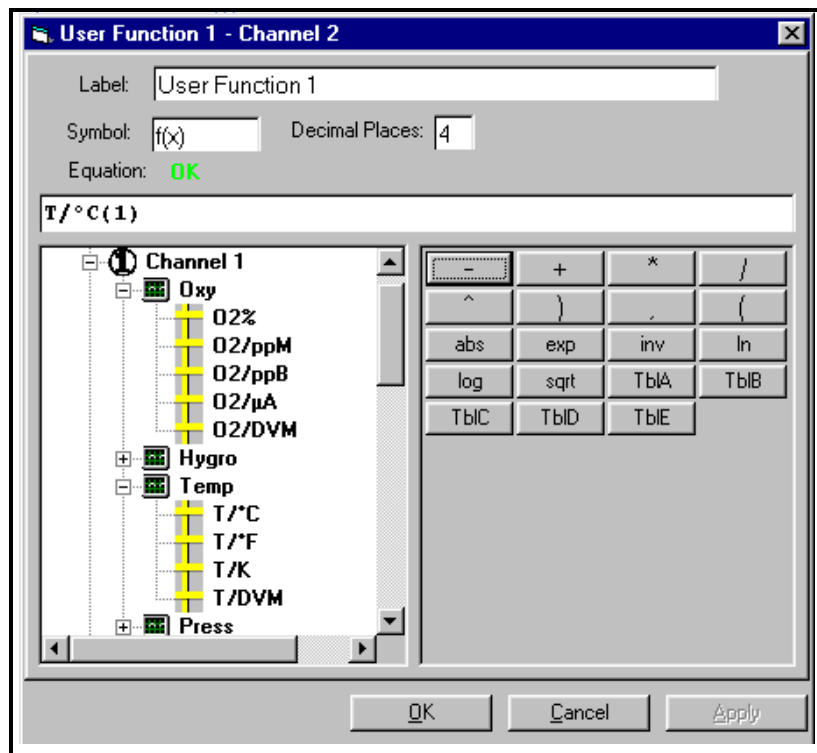 User Function 1 - Channel 2
Label: User Function 1
Symbol: f(x) Decimal Places: 4
Equation: OK
T/°C(1)
1 Channel 1
Oxy
O2%
O2/ppM
O2/ppB
O2/µA
O2/DVM
Hygro
Temp
T/°C
T/°F
T/K
T/DVM
Press
- + * /
^ ) , (
abs exp inv ln
log sqrt TblA TblB
TblC TblD TblE
OK Cancel Apply